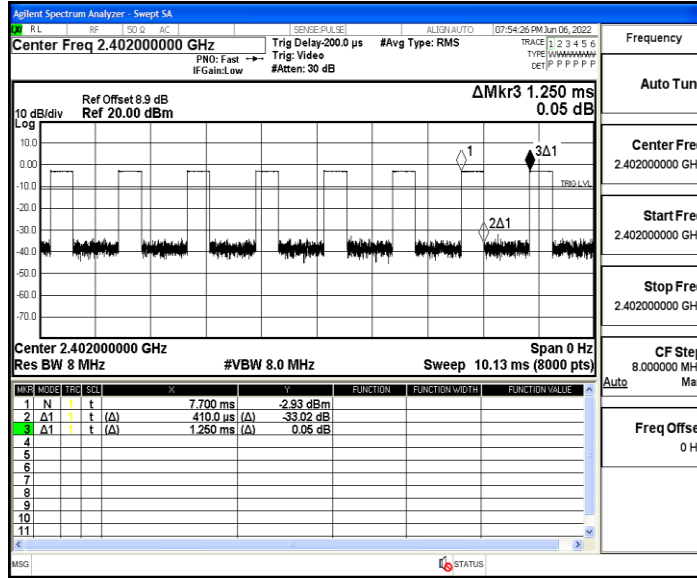 Agilent Spectrum Analyzer - Swept SA
RL RF 50 Ω AC SENSE:PULSE ALIGNAUTO 07:54:26 PM Jun 06, 2022
Center Freq 2.402000000 GHz Trig Delay-200.0 µs #Avg Type: RMS TRACE 1 2 3 4 5 6
PNO: Fast Trig: Video TYPE WWWWWW
IFGain:Low #Atten: 30 dB DET P P P P P P
Ref Offset 8.9 dB ΔMkr3 1.250 ms
10 dB/div Ref 20.00 dBm 0.05 dB
Log
10.0
0.00
-10.0
-20.0
-30.0
-40.0
-50.0
-60.0
-70.0
1
3Δ1
TRIG LVL
2Δ1
Center 2.402000000 GHz Span 0 Hz
Res BW 8 MHz #VBW 8.0 MHz Sweep 10.13 ms (8000 pts)
MKR MODE TRC SCL X Y FUNCTION FUNCTION WIDTH FUNCTION VALUE
1 N 1 t 7.700 ms -2.93 dBm
2 Δ1 1 t (Δ) 410.0 µs (Δ) -33.02 dB
3 Δ1 1 t (Δ) 1.250 ms (Δ) 0.05 dB
4
5
6
7
8
9
10
11
MSG STATUS
Frequency
Auto Tun
Center Fre
2.402000000 GH
Start Fre
2.402000000 GH
Stop Fre
2.402000000 GH
CF Ste
8.000000 MH
Auto Ma
Freq Offse
0 H